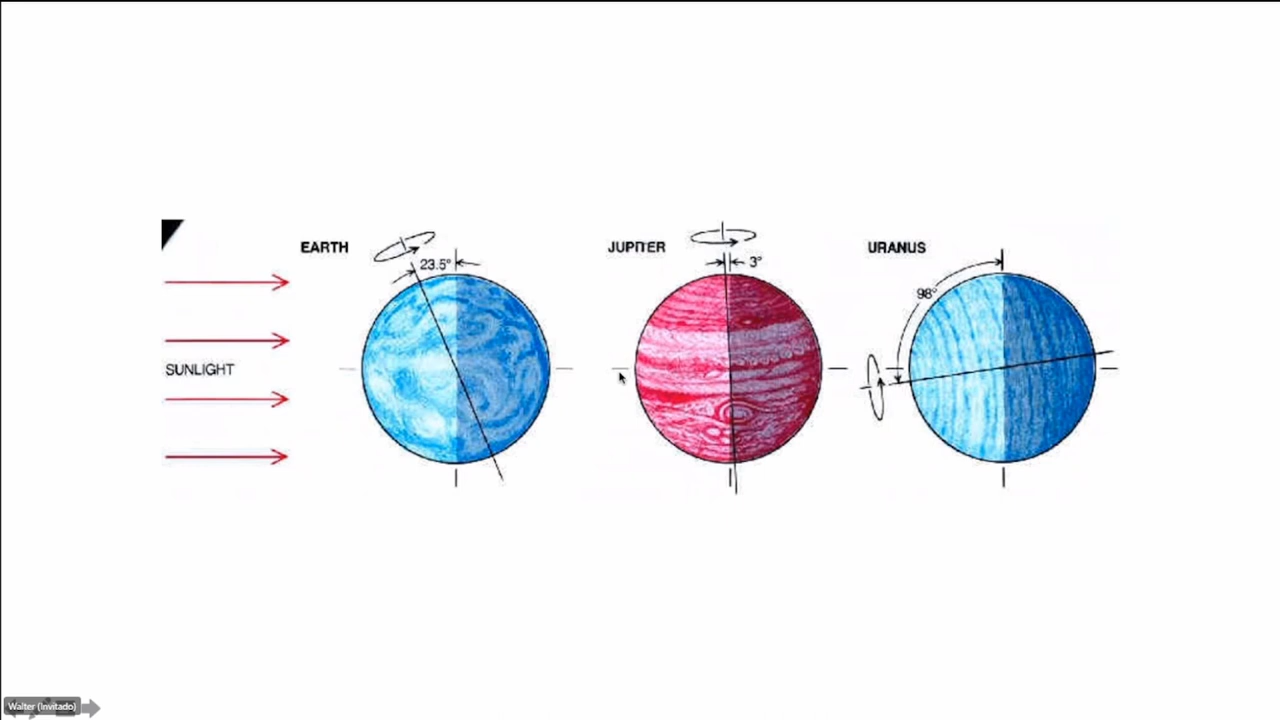 EARTH
23.5°
JUPITER
3°
URANUS
98°
SUNLIGHT
Walter (Invitado)